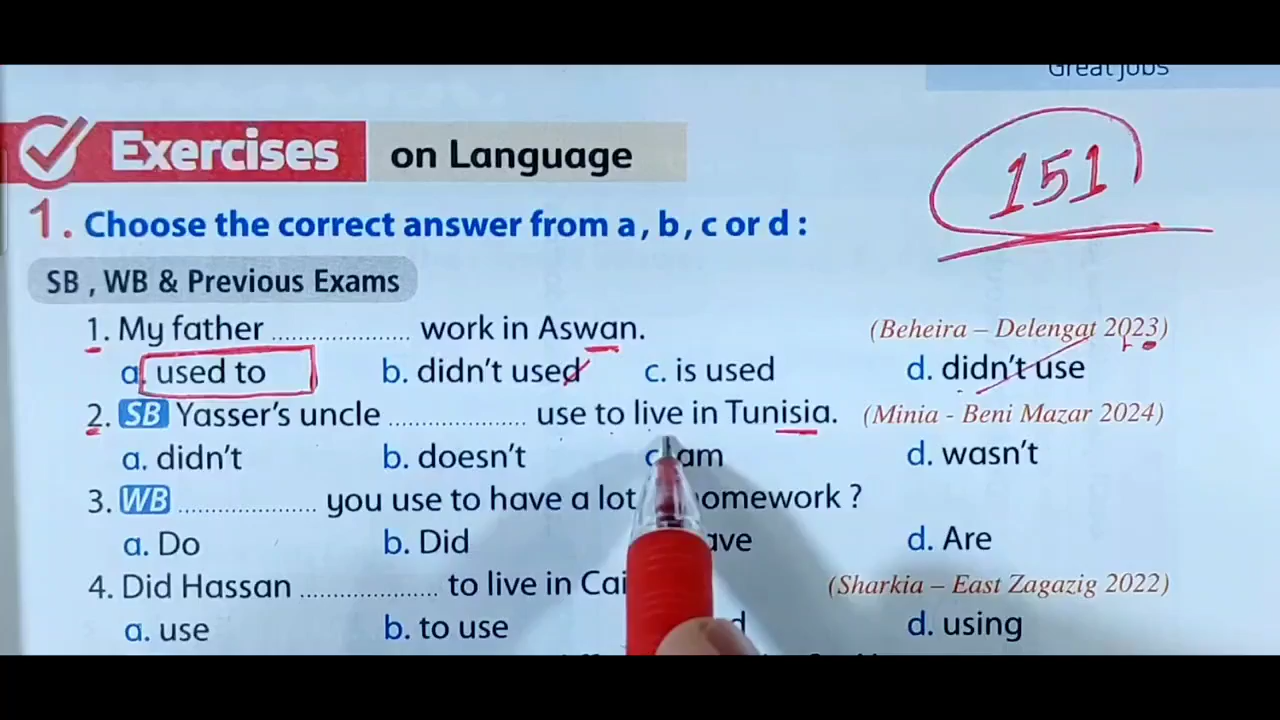 Great Jobs
Exercises on Language
151
1. Choose the correct answer from a, b, c or d :
SB , WB & Previous Exams
1. My father .................... work in Aswan. (Beheira – Delengat 2023)
a. used to b. didn't used c. is used d. didn't use
2. SB Yasser's uncle .................... use to live in Tunisia. (Minia - Beni Mazar 2024)
a. didn't b. doesn't c. am d. wasn't
3. WB .................... you use to have a lot homework ?
a. Do b. Did d. Are
4. Did Hassan .................... to live in (Sharkia – East Zagazig 2022)
a. use b. to use d. using